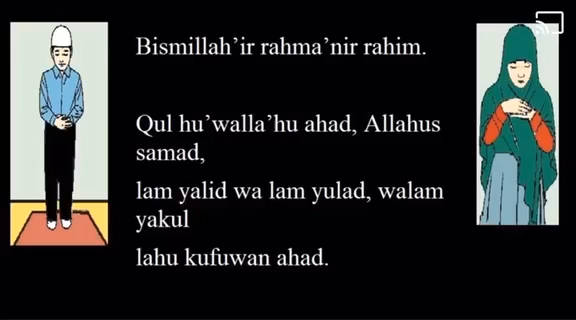 Bismillah’ir rahma’nir rahim.
Qul hu’walla’hu ahad, Allahus
samad,
lam yalid wa lam yulad, walam
yakul
lahu kufuwan ahad.